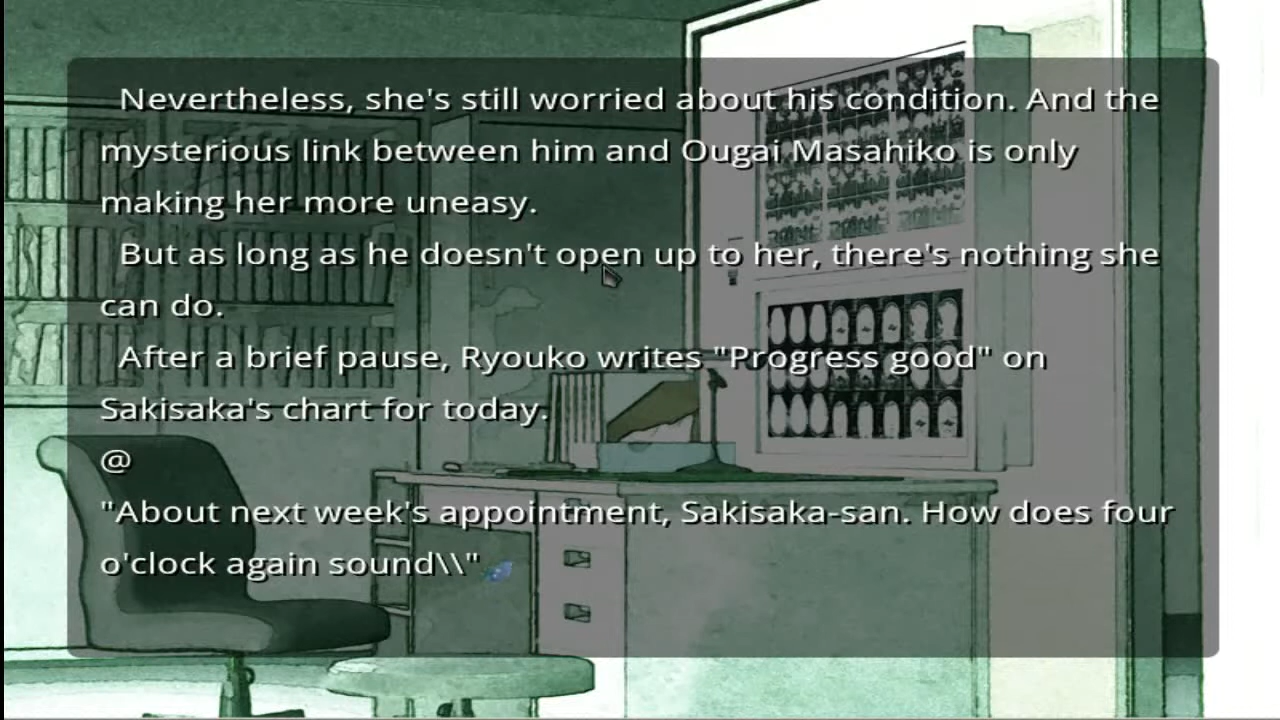 Nevertheless, she's still worried about his condition. And the
mysterious link between him and Ougai Masahiko is only
making her more uneasy.
But as long as he doesn't open up to her, there's nothing she
can do.
After a brief pause, Ryouko writes "Progress good" on
Sakisaka's chart for today.
@
"About next week's appointment, Sakisaka-san. How does four
o'clock again sound\\"